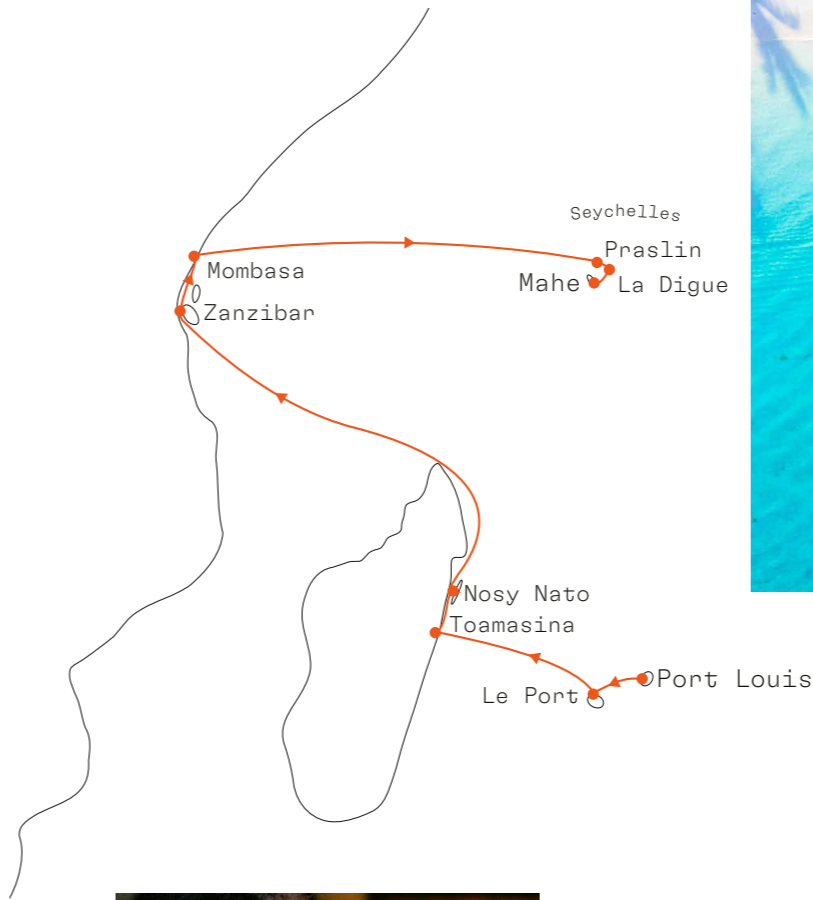 Seychelles
Praslin
Mombasa
Mahe
La Digue
Zanzibar
Nosy Nato
Toamasina
Port Louis
Le Port